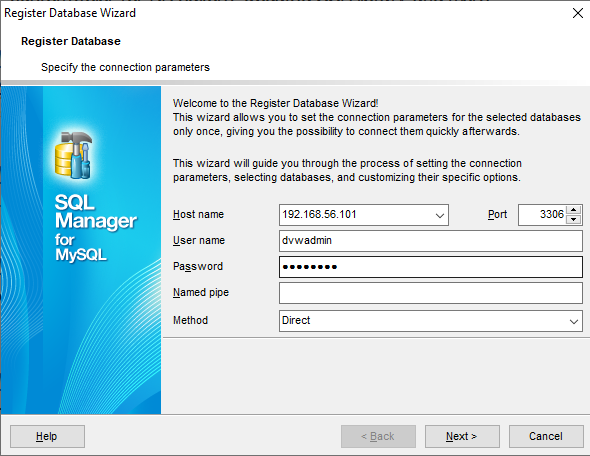 Register Database Wizard
Register Database
Specify the connection parameters
Welcome to the Register Database Wizard!
This wizard allows you to set the connection parameters for the selected databases
only once, giving you the possibility to connect them quickly afterwards.
This wizard will guide you through the process of setting the connection
parameters, selecting databases, and customizing their specific options.
SQL
Manager
for
MySQL
Host name 192.168.56.101 Port 3306
User name dvwadmin
Password ●●●●●●●●
Named pipe
Method Direct
Help < Back Next > Cancel